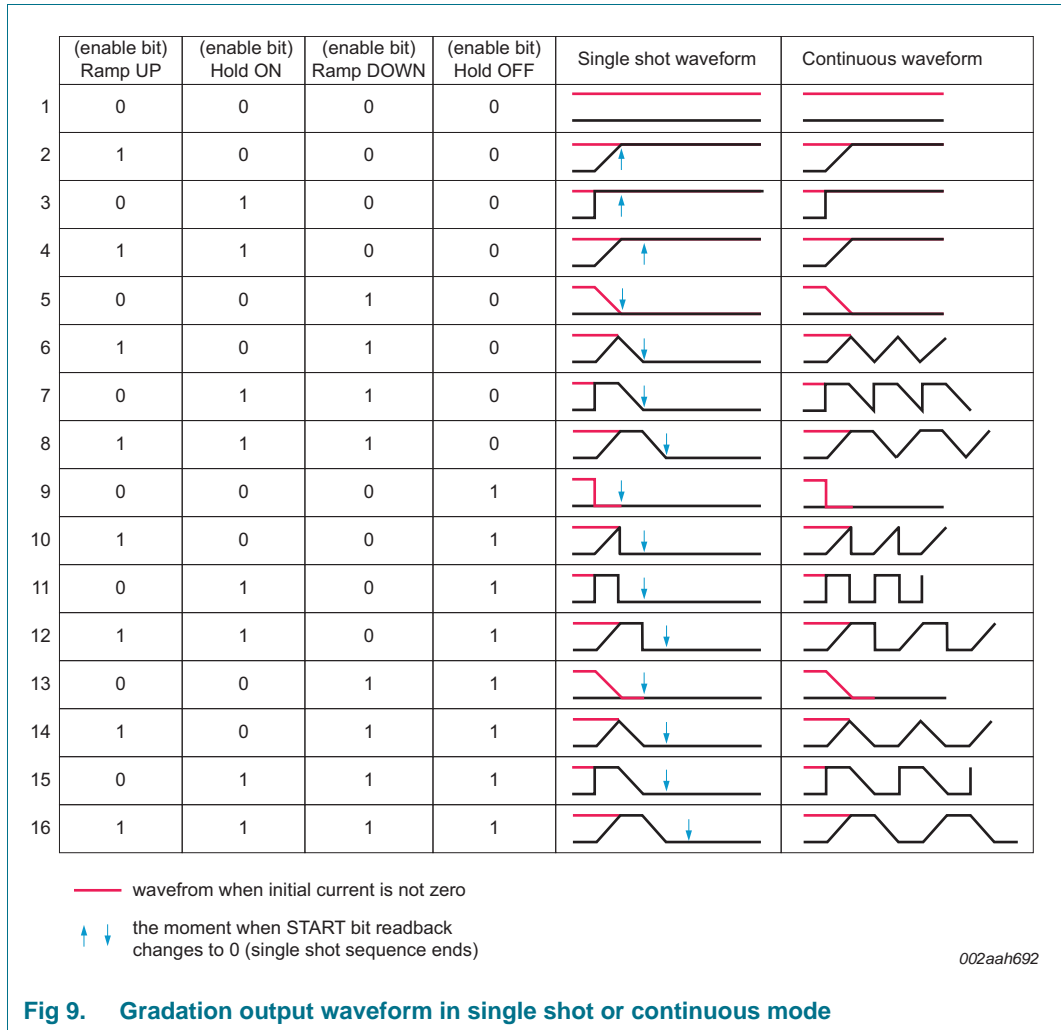 (enable bit) Ramp UP (enable bit) Hold ON (enable bit) Ramp DOWN (enable bit) Hold OFF Single shot waveform Continuous waveform
1 0 0 0 0
2 1 0 0 0
3 0 1 0 0
4 1 1 0 0
5 0 0 1 0
6 1 0 1 0
7 0 1 1 0
8 1 1 1 0
9 0 0 0 1
10 1 0 0 1
11 0 1 0 1
12 1 1 0 1
13 0 0 1 1
14 1 0 1 1
15 0 1 1 1
16 1 1 1 1
wavefrom when initial current is not zero
the moment when START bit readback
changes to 0 (single shot sequence ends)
002aah692
Fig 9. Gradation output waveform in single shot or continuous mode